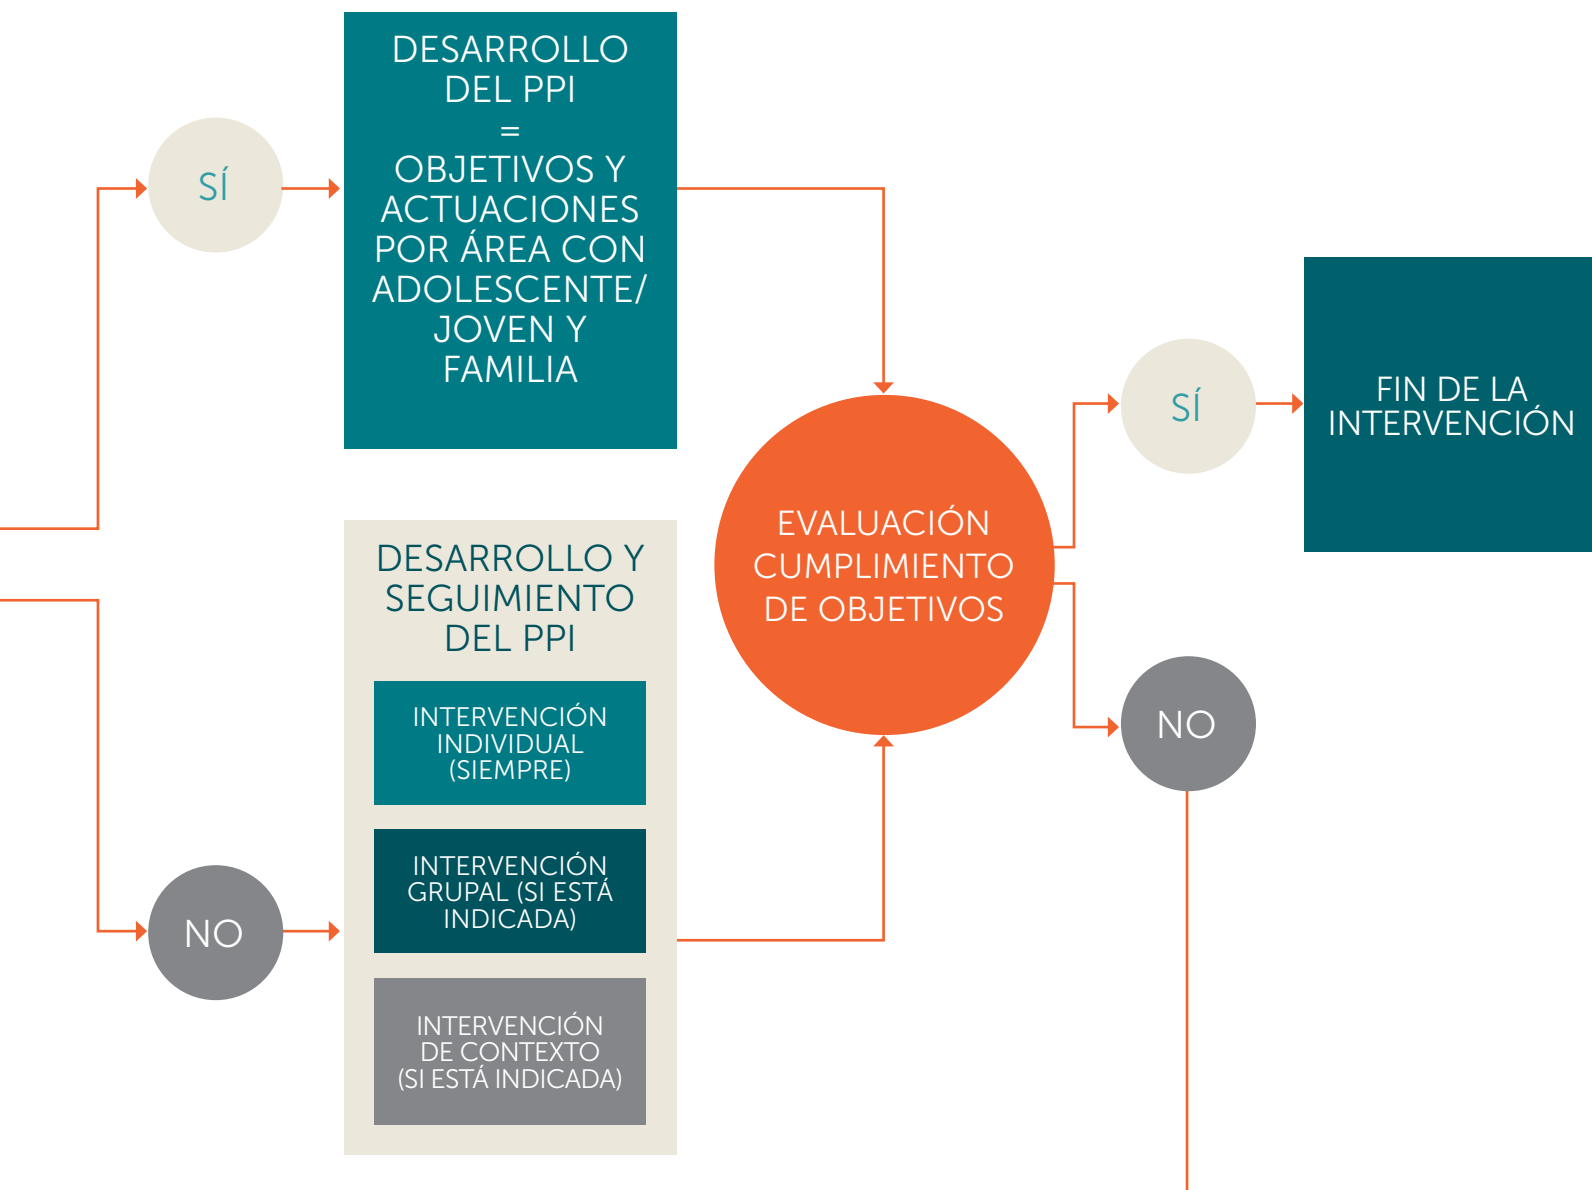 SÍ
DESARROLLO
DEL PPI
=
OBJETIVOS Y
ACTUACIONES
POR ÁREA CON
ADOLESCENTE/
JOVEN Y
FAMILIA
NO
DESARROLLO Y
SEGUIMIENTO
DEL PPI
INTERVENCIÓN
INDIVIDUAL
(SIEMPRE)
INTERVENCIÓN
GRUPAL (SI ESTÁ
INDICADA)
INTERVENCIÓN
DE CONTEXTO
(SI ESTÁ INDICADA)
EVALUACIÓN
CUMPLIMIENTO
DE OBJETIVOS
SÍ
FIN DE LA
INTERVENCIÓN
NO